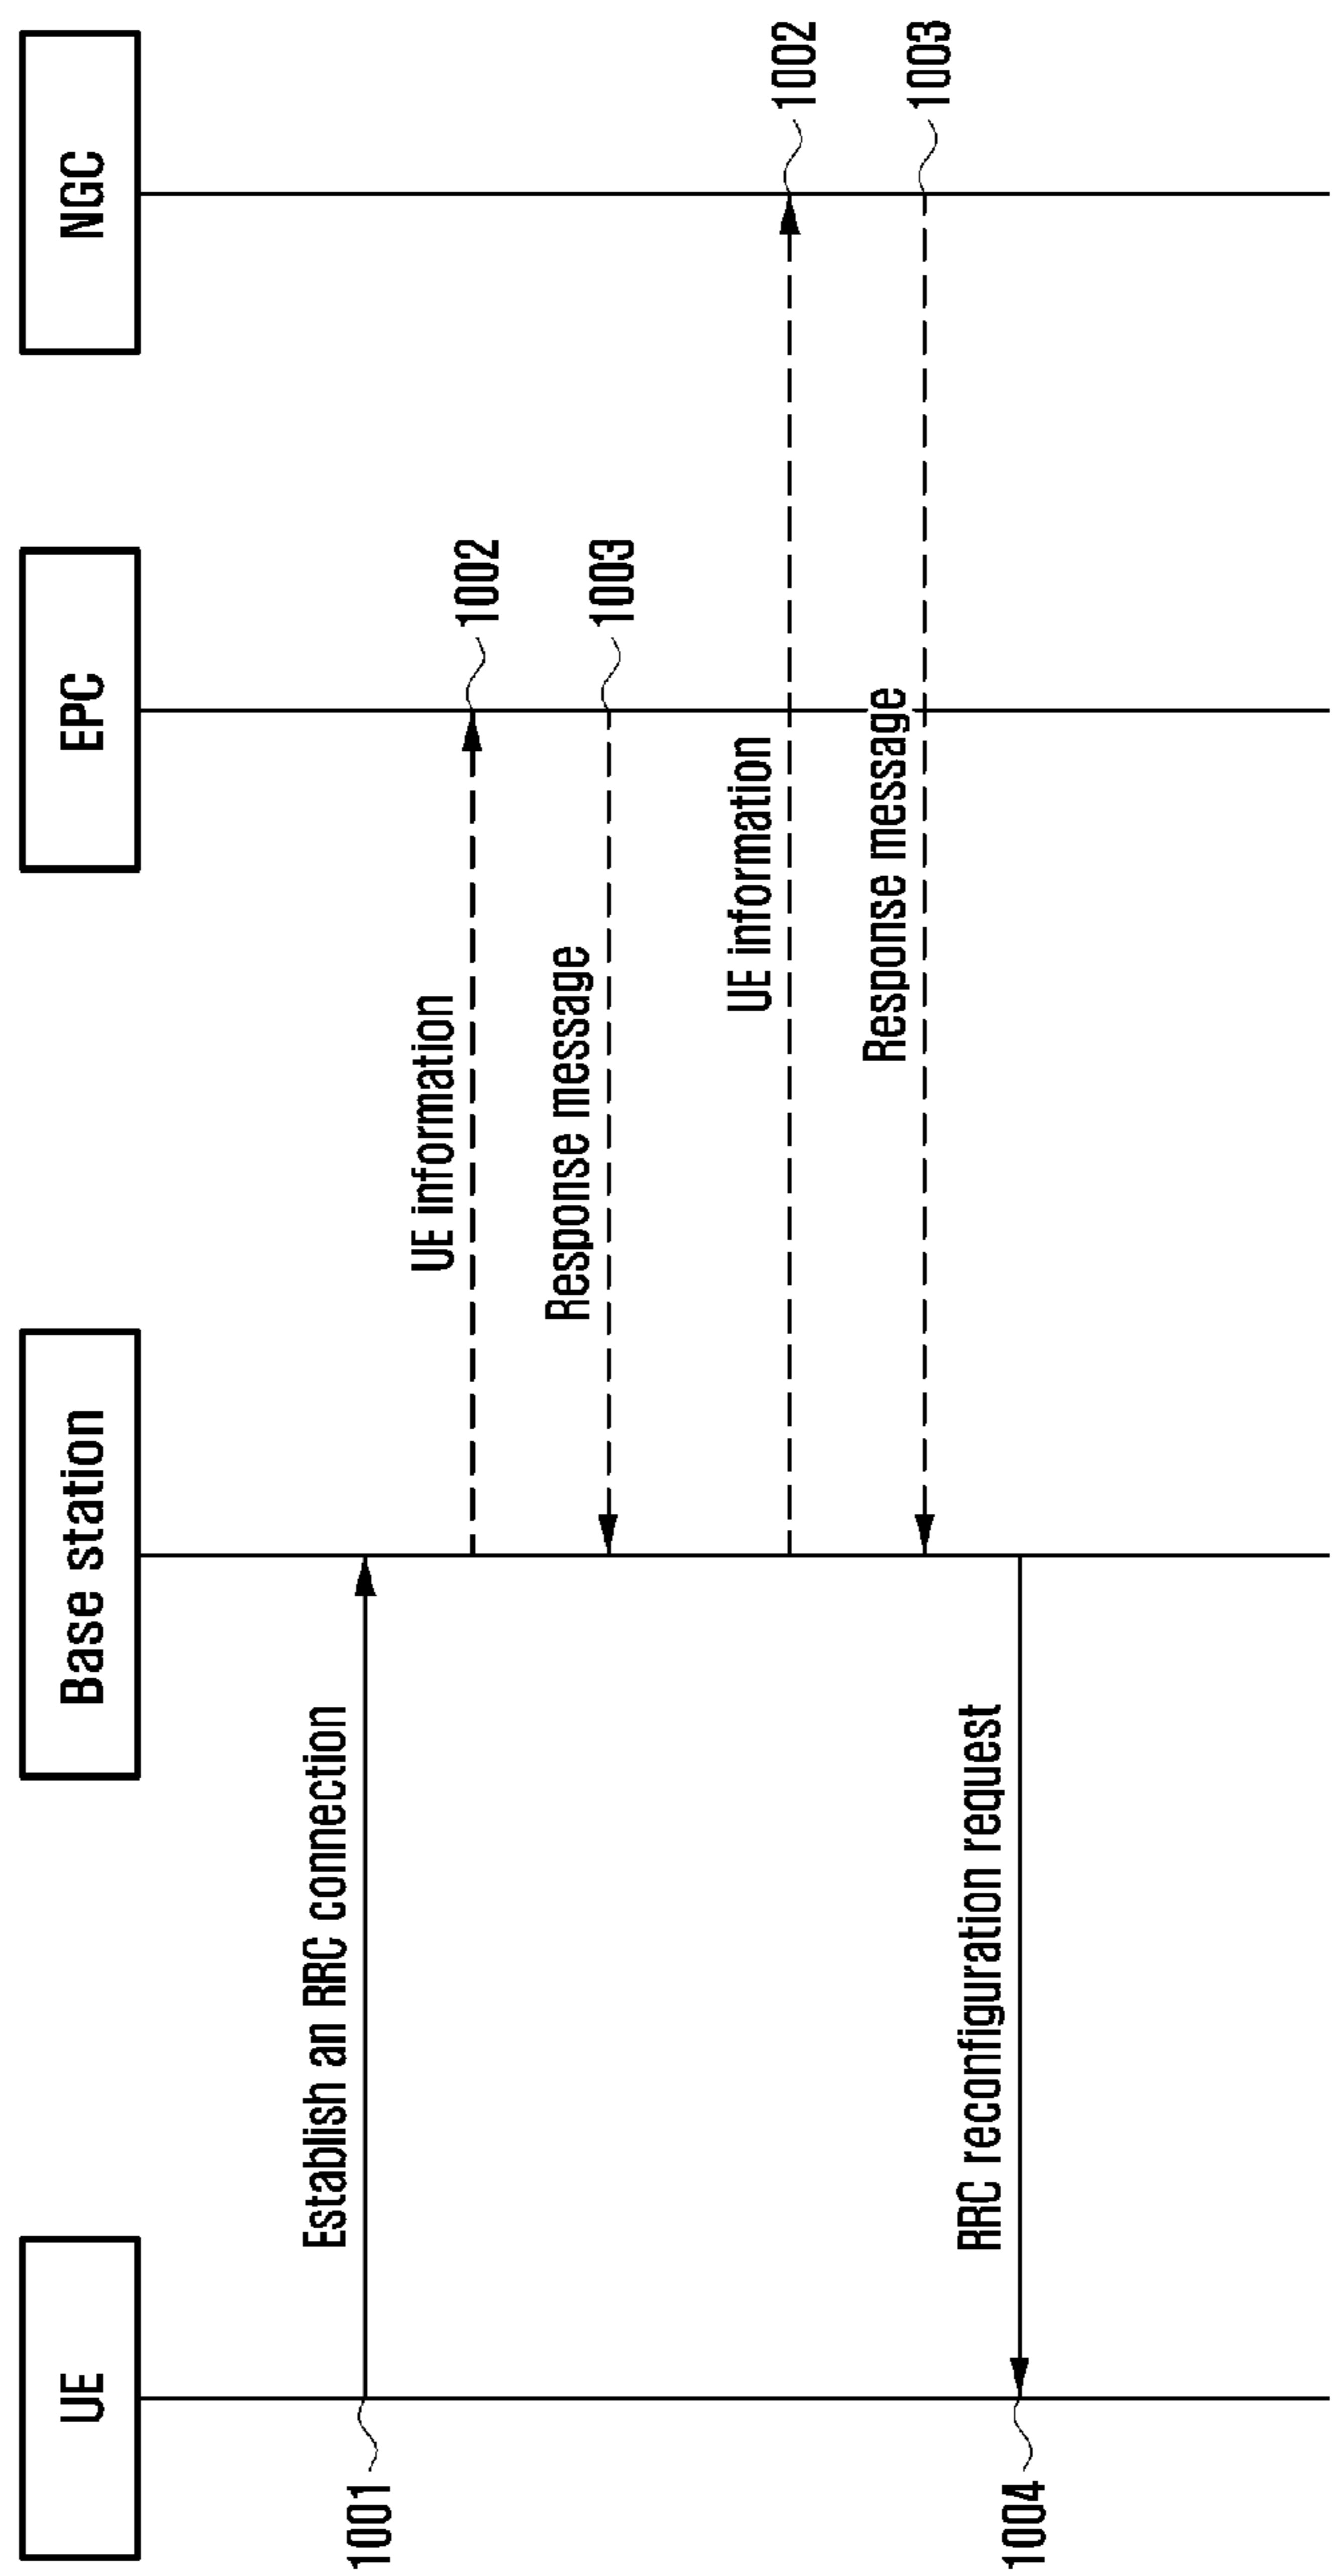 UE
Base station
EPC
NGC
1001
Establish an RRC connection
UE information
1002
Response message
1003
UE information
1002
Response message
1003
RRC reconfiguration request
1004